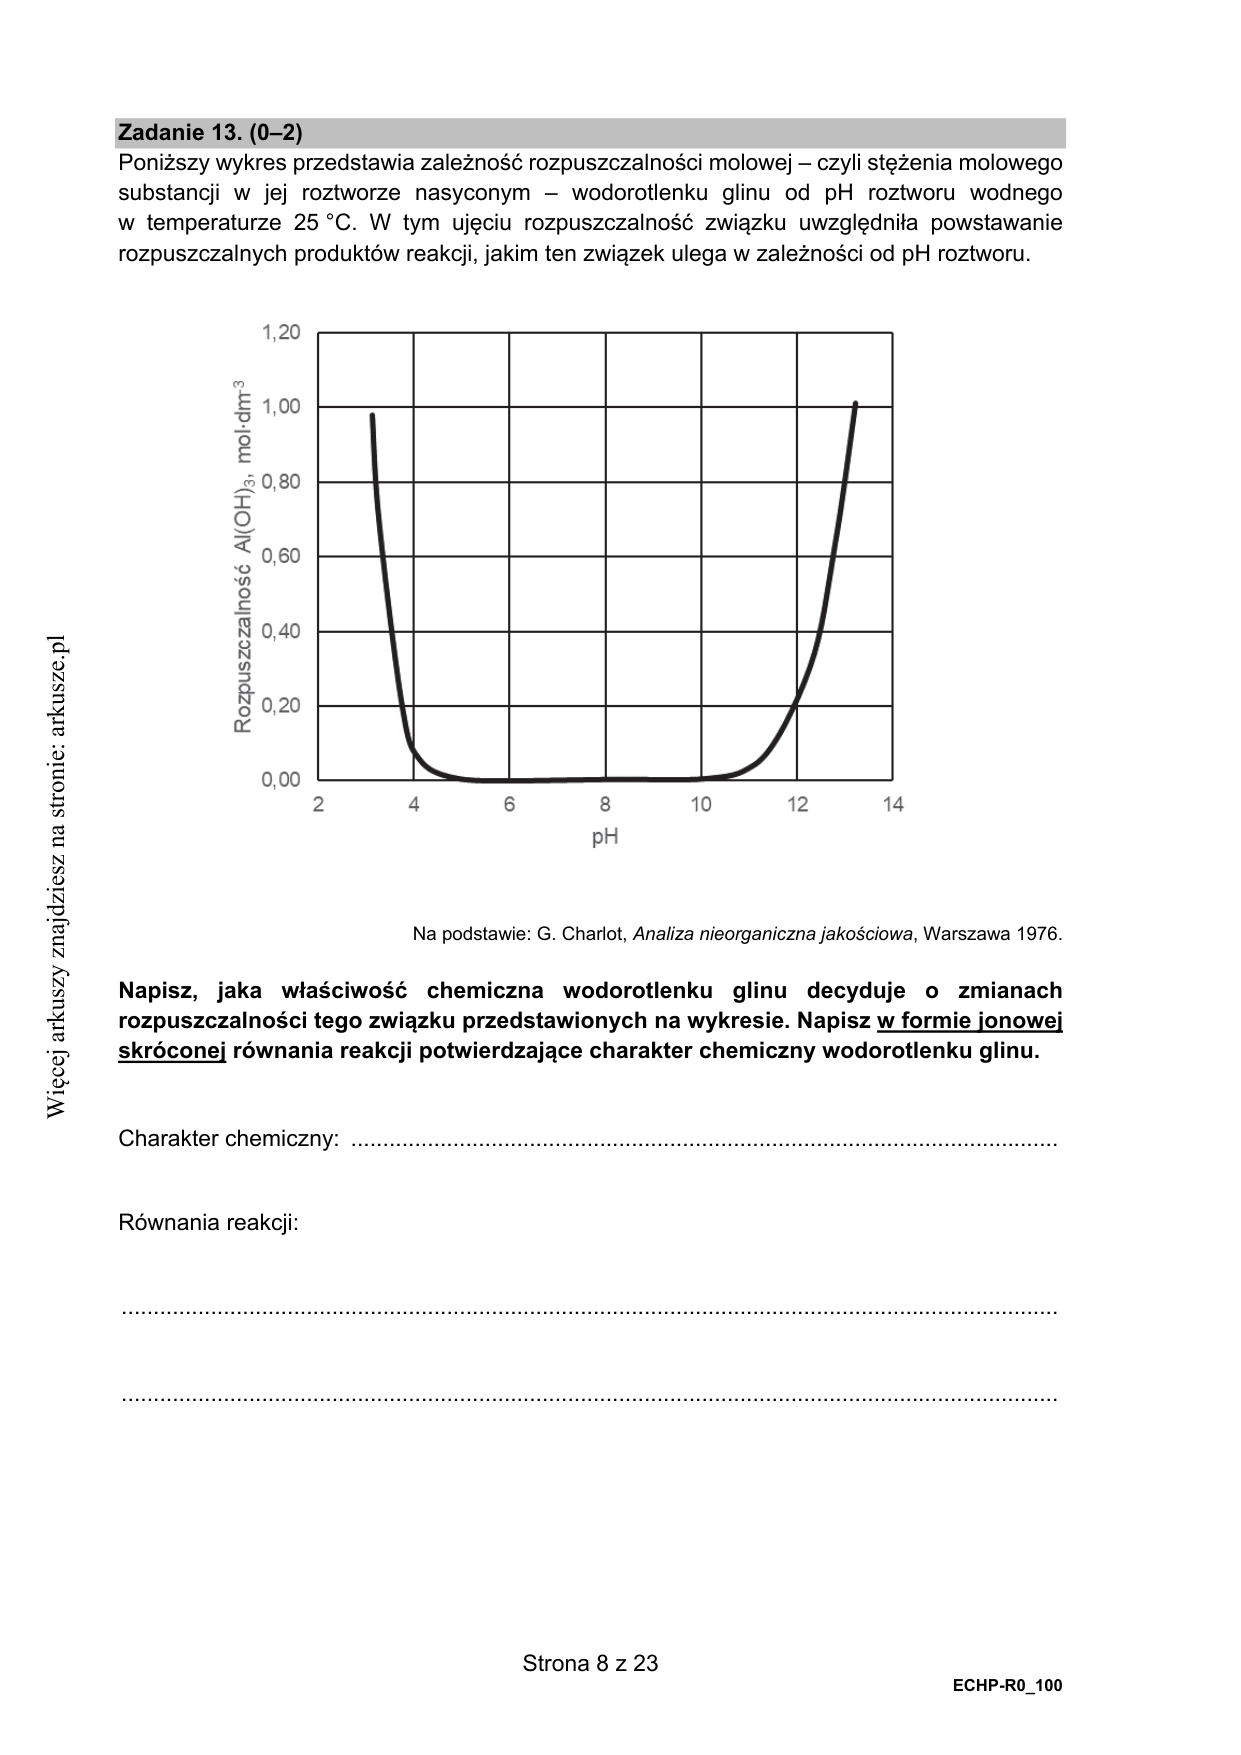 Zadanie 13. (0–2)
Poniższy wykres przedstawia zależność rozpuszczalności molowej – czyli stężenia molowego
substancji w jej roztworze nasyconym – wodorotlenku glinu od pH roztworu wodnego
w temperaturze 25 °C. W tym ujęciu rozpuszczalność związku uwzględniła powstawanie
rozpuszczalnych produktów reakcji, jakim ten związek ulega w zależności od pH roztworu.
Rozpuszczalność Al(OH)₃, mol·dm⁻³
1,20
1,00
0,80
0,60
0,40
0,20
0,00
2 4 6 8 10 12 14
pH
Na podstawie: G. Charlot, Analiza nieorganiczna jakościowa, Warszawa 1976.
Napisz, jaka właściwość chemiczna wodorotlenku glinu decyduje o zmianach
rozpuszczalności tego związku przedstawionych na wykresie. Napisz w formie jonowej
skróconej równania reakcji potwierdzające charakter chemiczny wodorotlenku glinu.
Charakter chemiczny: ................................................................................................................
Równania reakcji:
....................................................................................................................................................
....................................................................................................................................................
Strona 8 z 23
ECHP-R0_100
Więcej arkuszy znajdziesz na stronie: arkusze.pl